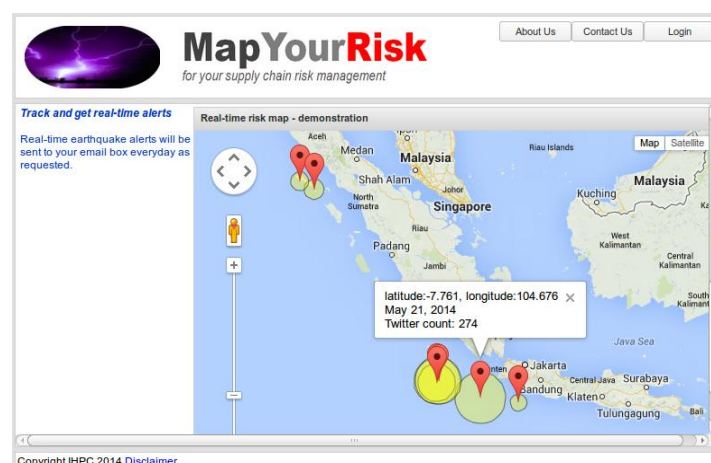 About Us
Contact Us
Login
MapYourRisk
for your supply chain risk management
Track and get real-time alerts
Real-time earthquake alerts will be
sent to your email box everyday as
requested.
Real-time risk map - demonstration
Map
Satellite
Aceh
Medan
Malaysia
Riau Islands
Shah Alam
Johor
North
Sumatra
Singapore
Kuching
Malaysia
Riau
Padang
Jambi
West
Kalimantan
Central
Kalimantan
South
latitude:-7.761, longitude:104.676
May 21, 2014
Twitter count: 274
Java Sea
Jakarta
Bandung
Central Java
Surabaya
Klaten
Tulungagung
Bali
Copyright IHPC 2014 Disclaimer